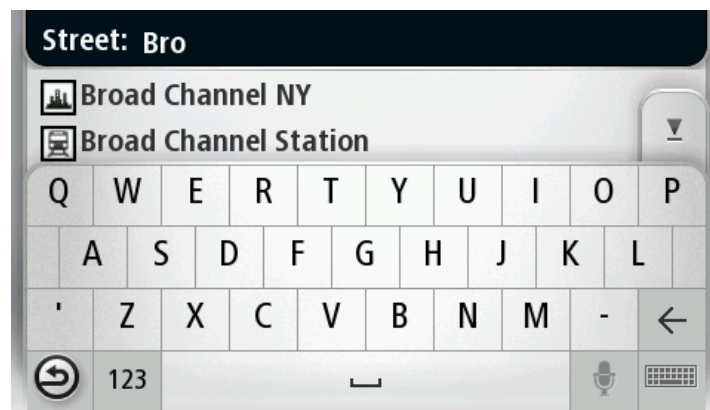 Street: Bro
Broad Channel NY
Broad Channel Station
Q W E R T Y U I O P
A S D F G H J K L
' Z X C V B N M -
123